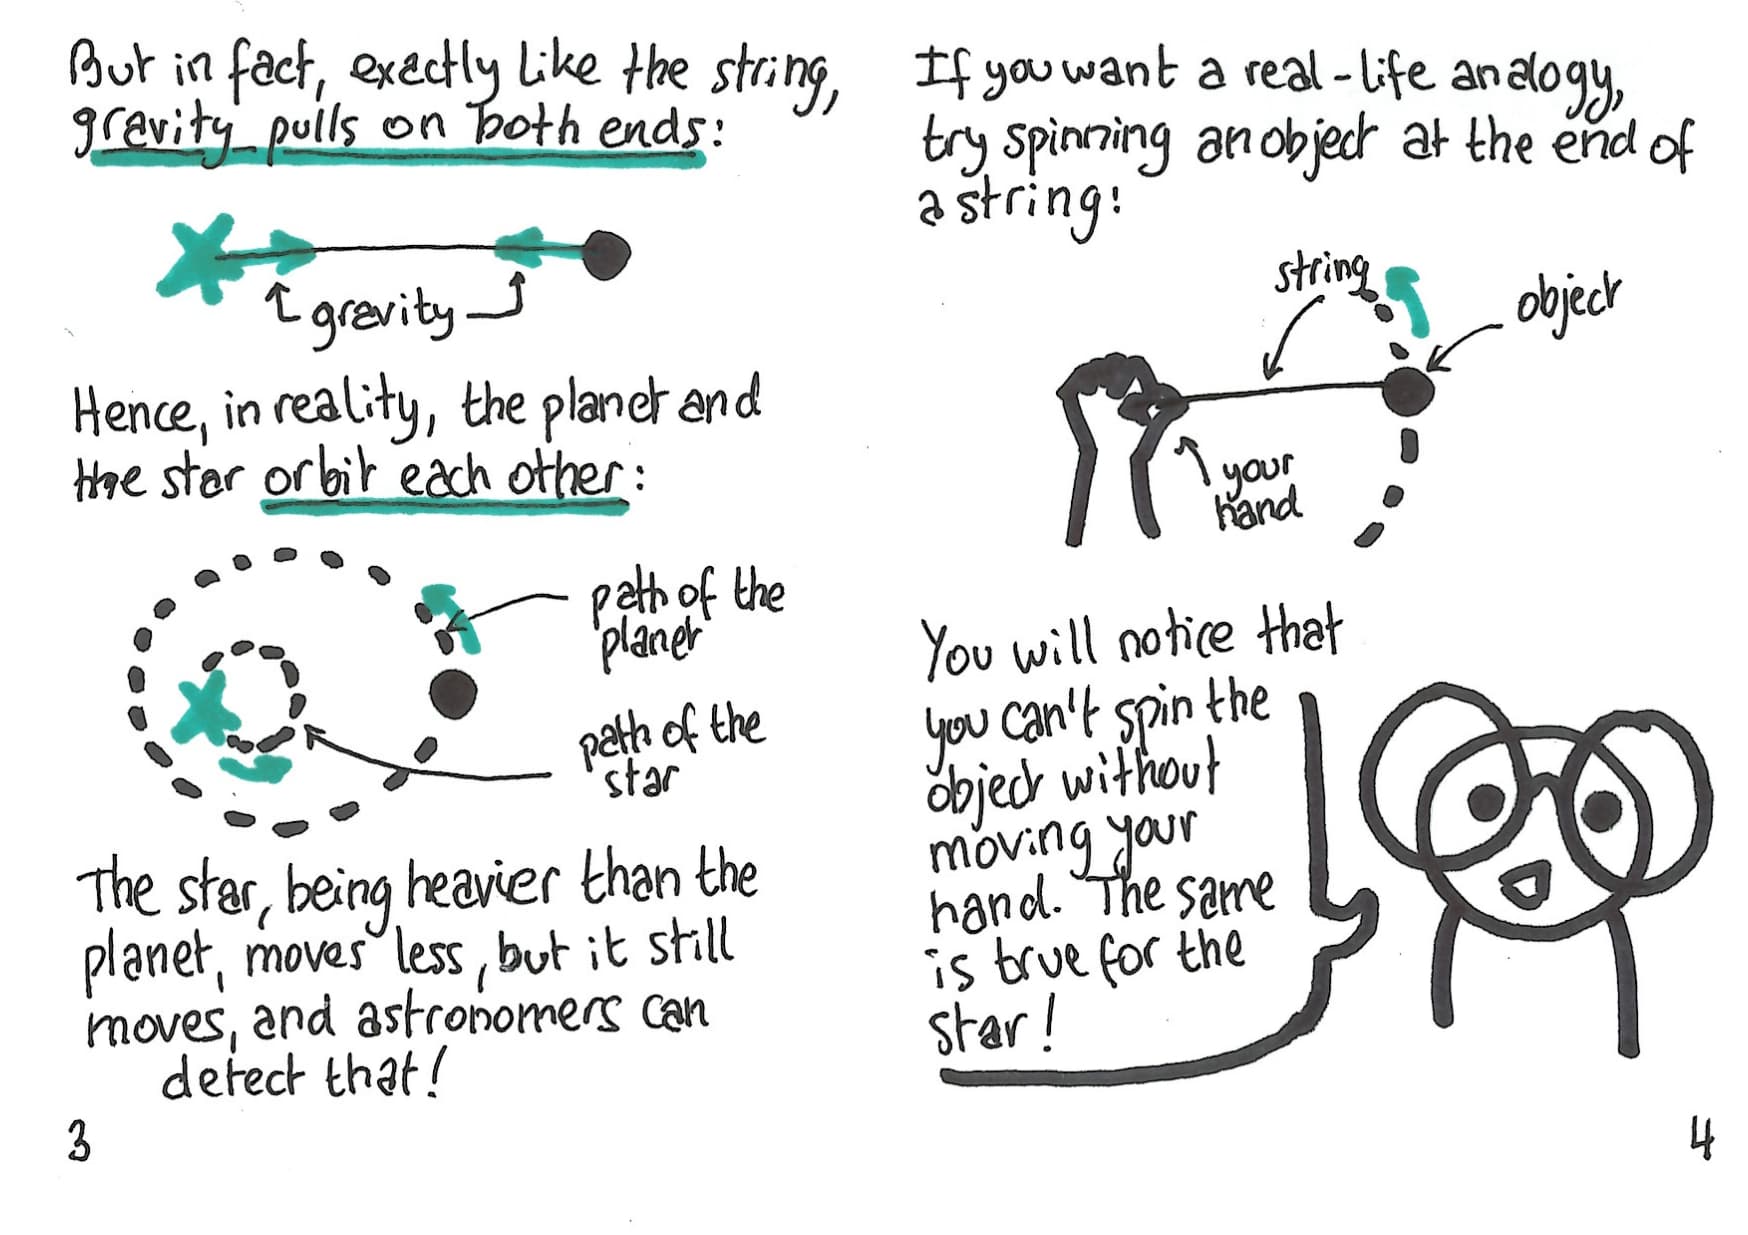 But in fact, exactly like the string,
gravity pulls on both ends:
gravity
Hence, in reality, the planet and
the star orbit each other:
path of the
planet
path of the
star
The star, being heavier than the
planet, moves less, but it still
moves, and astronomers can
detect that!
3
If you want a real-life analogy,
try spinning an object at the end of
a string:
string
object
your
hand
You will notice that
you can't spin the
object without
moving your
hand. The same
is true for the
star!
4